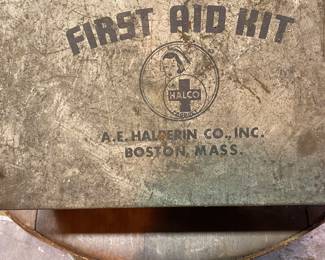 FIRST AID KIT
HALCO
A.E. HALPERIN CO., INC.
BOSTON, MASS.